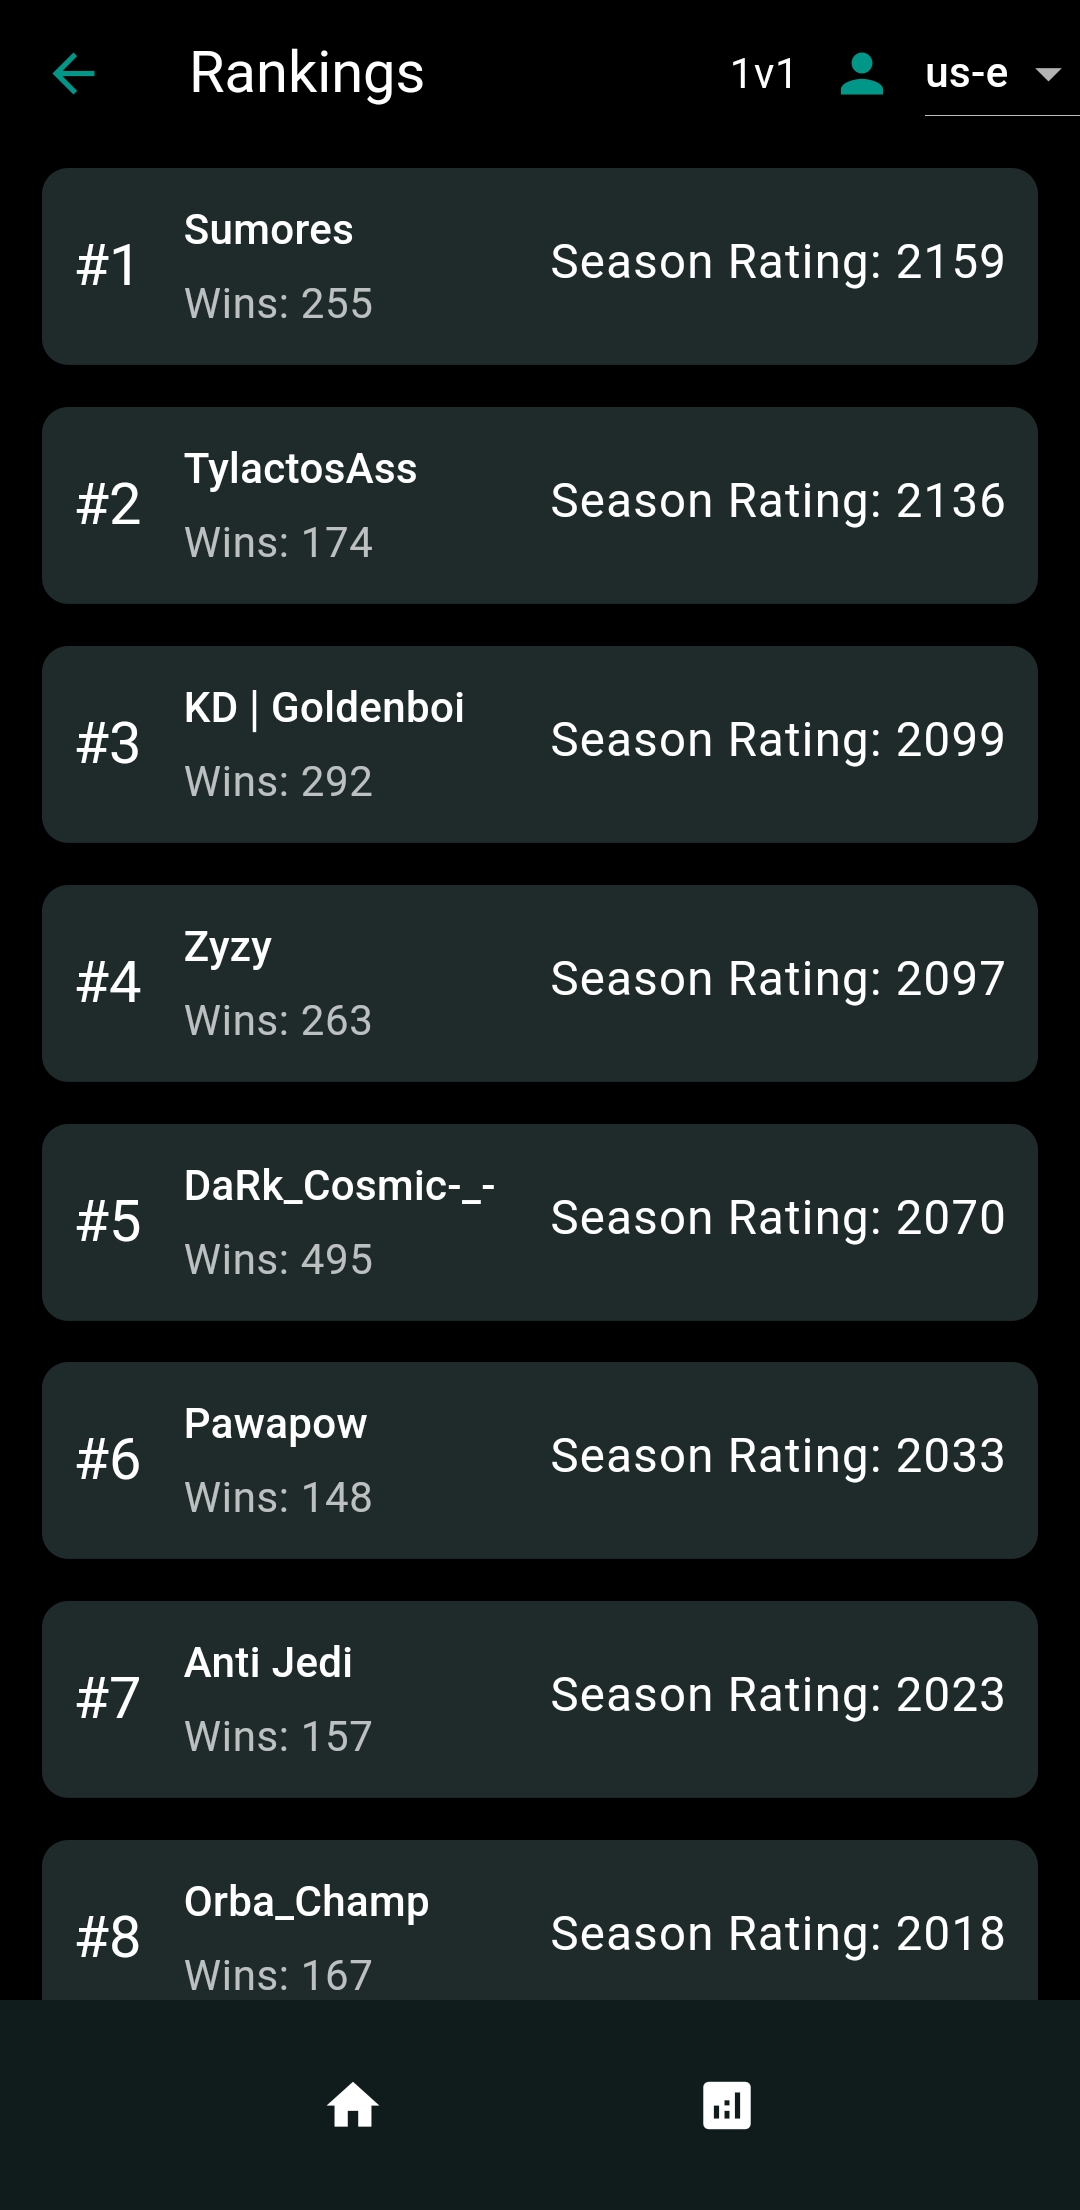 Rankings 1v1 us-e
#1 Sumores Season Rating: 2159
Wins: 255
#2 TylactosAss Season Rating: 2136
Wins: 174
#3 KD | Goldenboi Season Rating: 2099
Wins: 292
#4 Zyzy Season Rating: 2097
Wins: 263
#5 DaRk_Cosmic-_- Season Rating: 2070
Wins: 495
#6 Pawapow Season Rating: 2033
Wins: 148
#7 Anti Jedi Season Rating: 2023
Wins: 157
#8 Orba_Champ Season Rating: 2018
Wins: 167